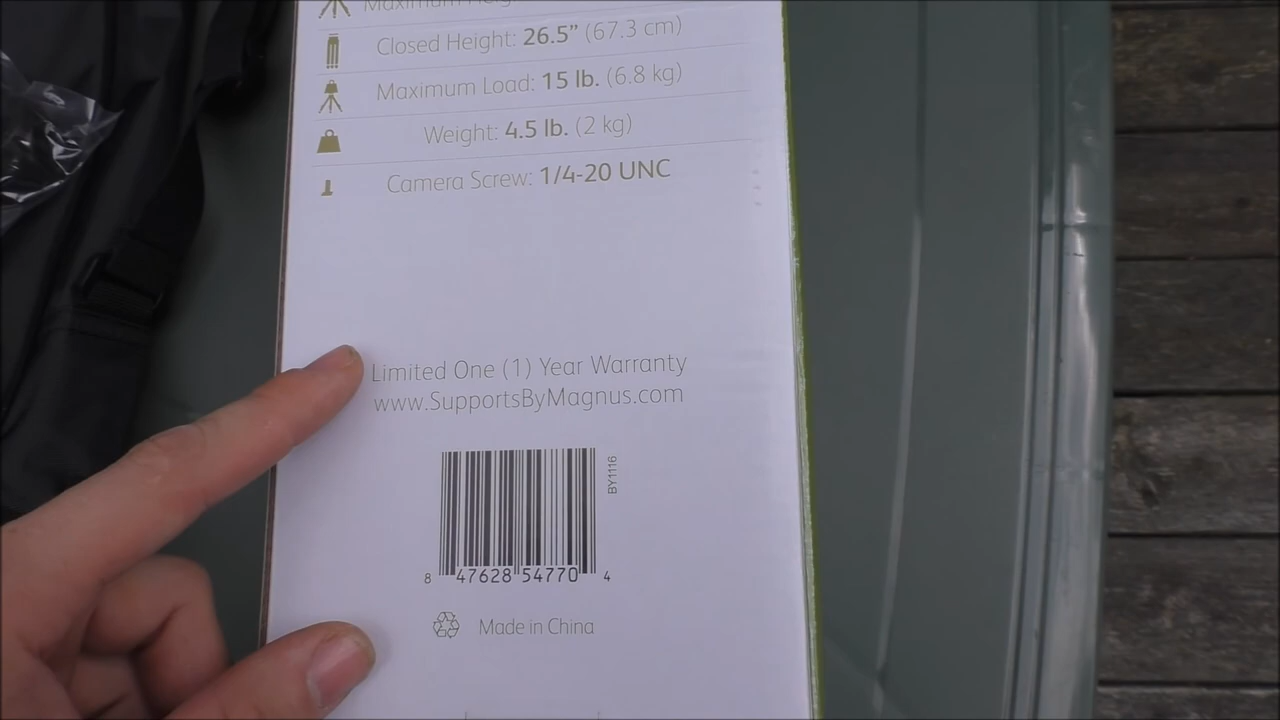 Maximum Heig
Closed Height: 26.5” (67.3 cm)
Maximum Load: 15 lb. (6.8 kg)
Weight: 4.5 lb. (2 kg)
Camera Screw: 1/4-20 UNC
Limited One (1) Year Warranty
www.SupportsByMagnus.com
BY1116
8 47628 54770 4
Made in China